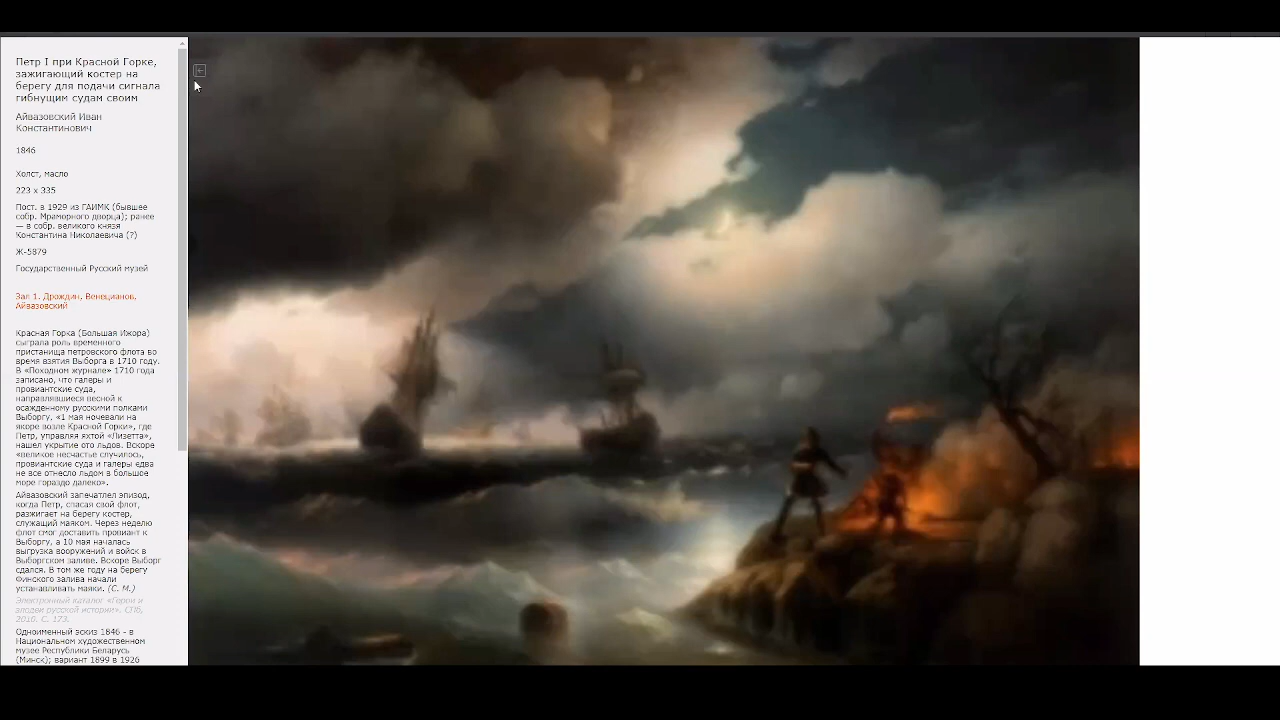 Петр I при Красной Горке,
зажигающий костер на
берегу для подачи сигнала
гибнущим судам своим
Айвазовский Иван
Константинович
1846
Холст, масло
223 x 335
Пост. в 1929 из ГАИМК (бывшее
собр. Мраморного дворца); ранее
— в собр. великого князя
Константина Николаевича (?)
Ж-5879
Государственный Русский музей
Зал 1. Дрождин, Венецианов,
Айвазовский
Красная Горка (Большая Ижора)
сыграла роль временного
пристанища петровского флота во
время взятия Выборга в 1710 году.
В «Походном журнале» 1710 года
записано, что галеры и
провиантские суда,
направлявшиеся весной к
осажденному русскими полками
Выборгу, «1 мая ночевали на
якоре возле Красной Горки», где
Петр, управляя яхтой «Лизетта»,
нашел укрытие ото льдов. Вскоре
«великое несчастье случилось,
провиантские суда и галеры едва
не все отнесло льдом в большое
море гораздо далеко».
Айвазовский запечатлел эпизод,
когда Петр, спасая свой флот,
разжигает на берегу костер,
служащий маяком. Через неделю
флот смог доставить провиант к
Выборгу, а 10 мая началась
выгрузка вооружений и войск в
Выборгском заливе. Вскоре Выборг
сдался. В том же году на берегу
Финского залива начали
устанавливать маяки. (С. М.)
Электронный каталог «Герои и
злодеи русской истории». СПб,
2010. С. 173.
Одноименный эскиз 1846 - в
Национальном художественном
музее Республики Беларусь
(Минск); вариант 1899 в 1926